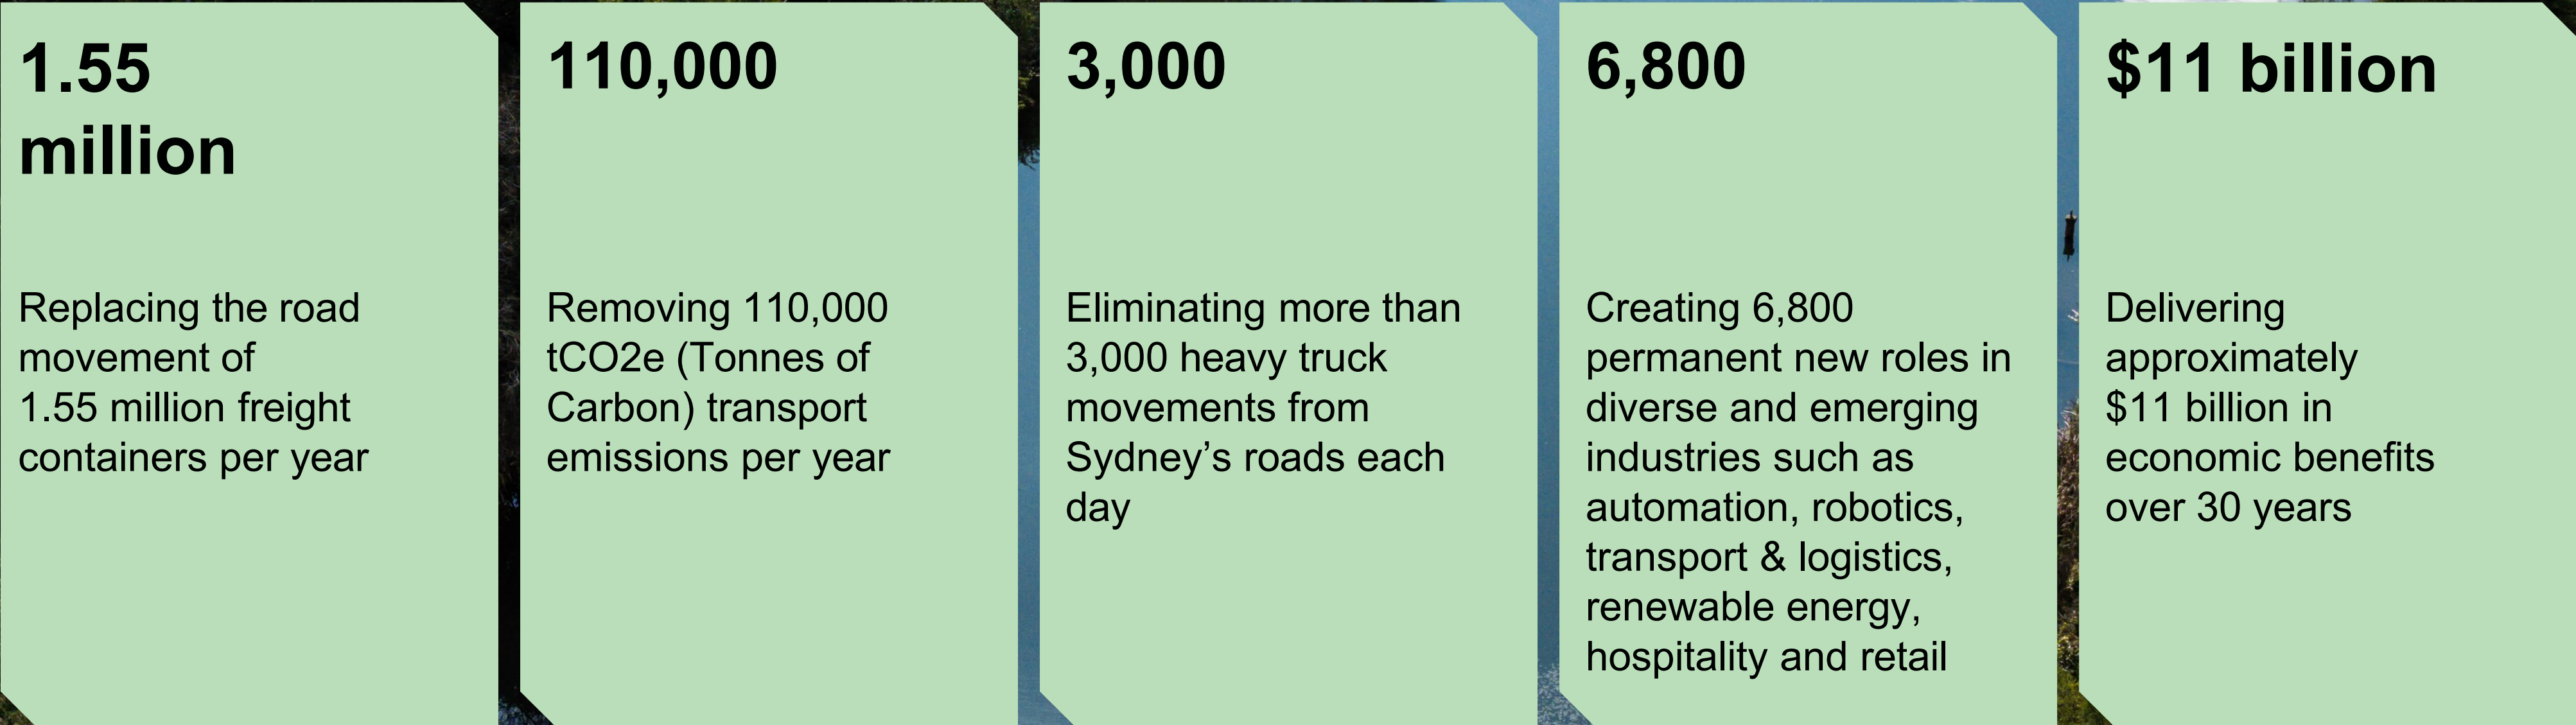 1.55
million
Replacing the road
movement of
1.55 million freight
containers per year
110,000
Removing 110,000
tCO2e (Tonnes of
Carbon) transport
emissions per year
3,000
Eliminating more than
3,000 heavy truck
movements from
Sydney’s roads each
day
6,800
Creating 6,800
permanent new roles in
diverse and emerging
industries such as
automation, robotics,
transport & logistics,
renewable energy,
hospitality and retail
$11 billion
Delivering
approximately
$11 billion in
economic benefits
over 30 years